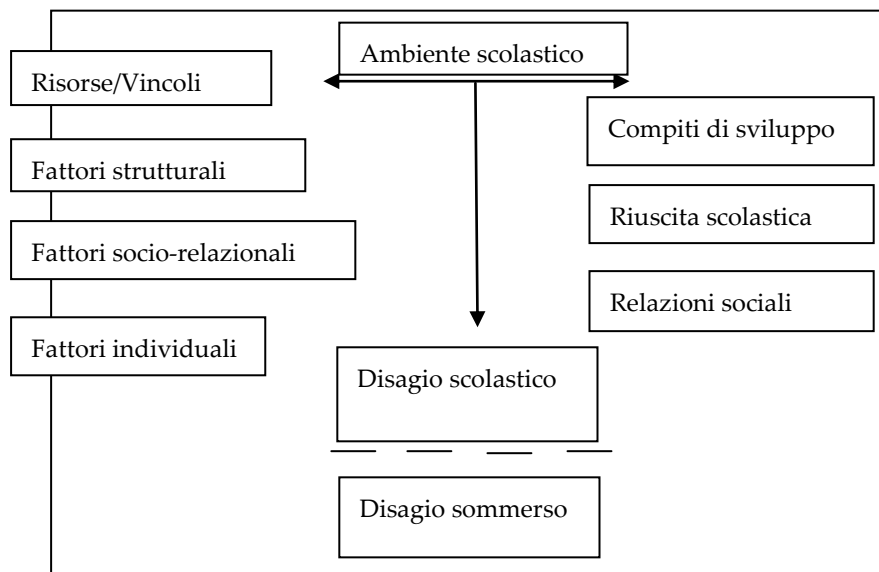 Ambiente scolastico
Risorse/Vincoli
Compiti di sviluppo
Fattori strutturali
Riuscita scolastica
Fattori socio-relazionali
Relazioni sociali
Fattori individuali
Disagio scolastico
Disagio sommerso